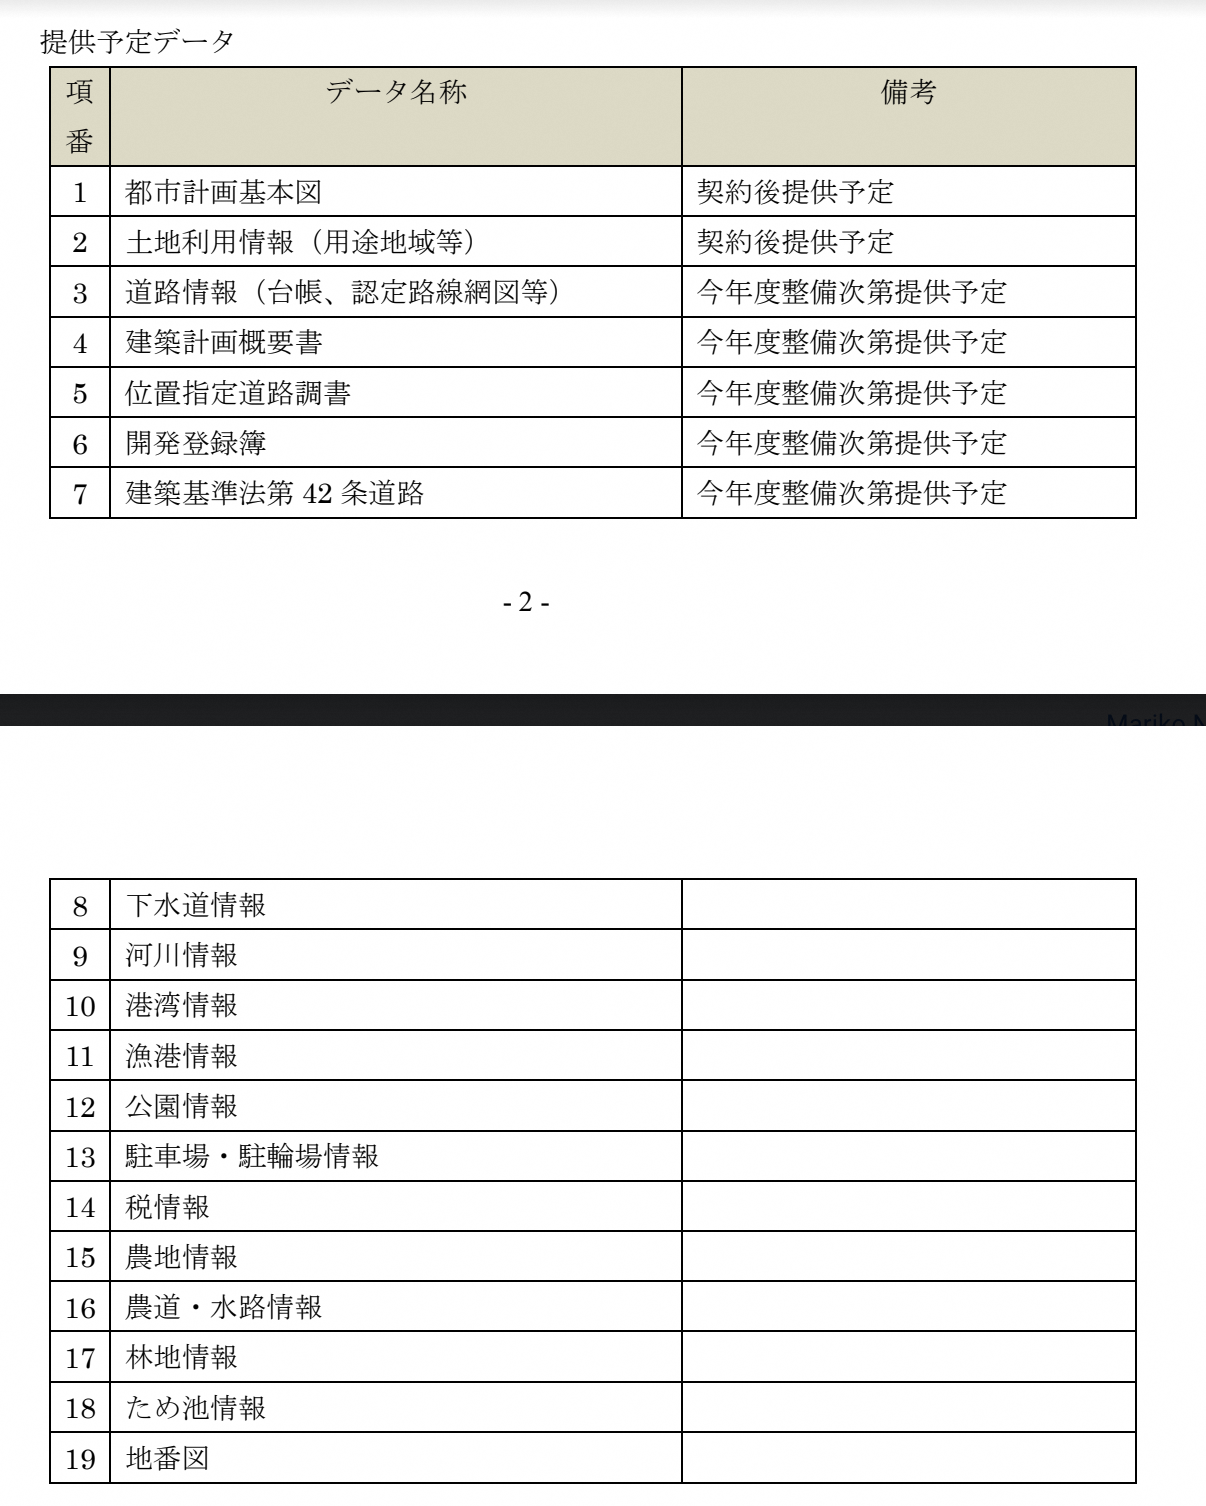 提供予定データ
項番 データ名称 備考
1 都市計画基本図 契約後提供予定
2 土地利用情報（用途地域等） 契約後提供予定
3 道路情報（台帳、認定路線網図等） 今年度整備次第提供予定
4 建築計画概要書 今年度整備次第提供予定
5 位置指定道路調書 今年度整備次第提供予定
6 開発登録簿 今年度整備次第提供予定
7 建築基準法第 42 条道路 今年度整備次第提供予定
- 2 -
Mariko N
8 下水道情報
9 河川情報
10 港湾情報
11 漁港情報
12 公園情報
13 駐車場・駐輪場情報
14 税情報
15 農地情報
16 農道・水路情報
17 林地情報
18 ため池情報
19 地番図